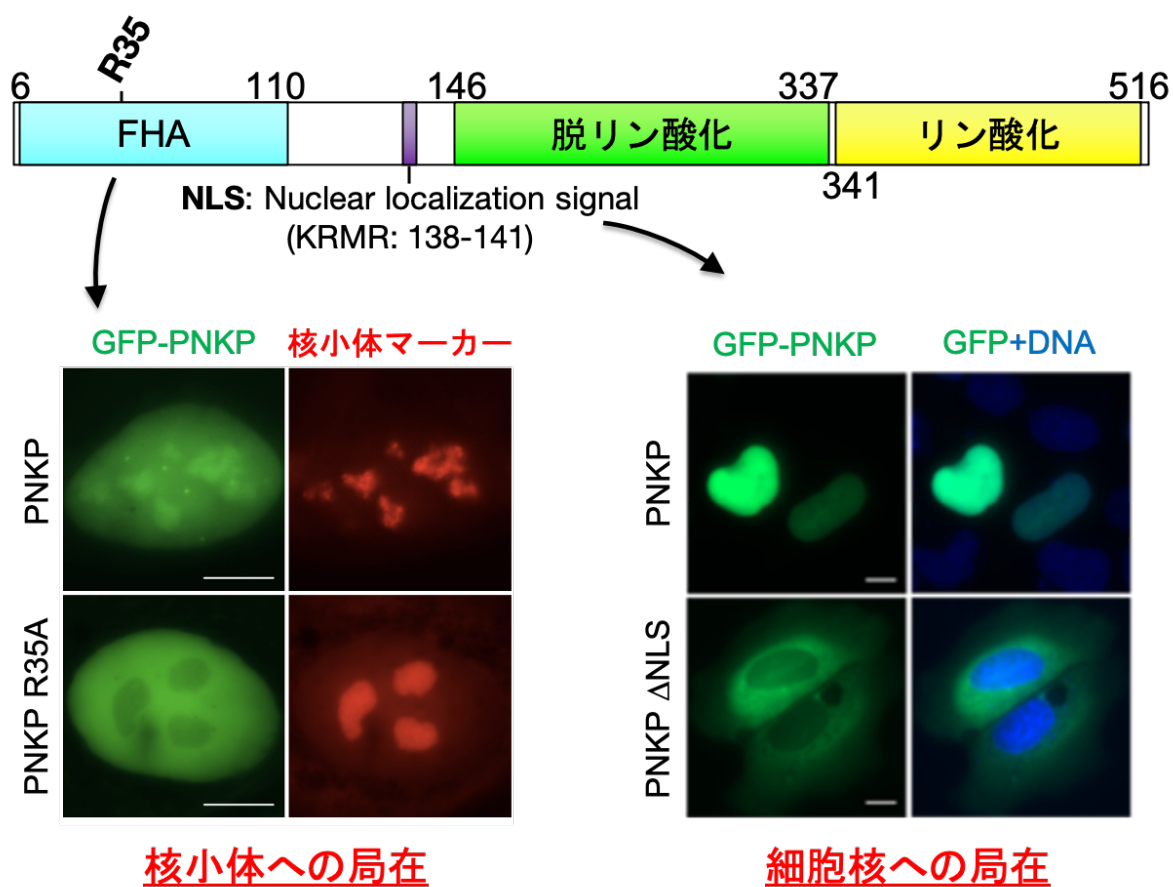 R35
6 110 146 337 516
FHA 脱リン酸化 リン酸化
341
NLS: Nuclear localization signal
(KRMR: 138-141)
GFP-PNKP 核小体マーカー
GFP-PNKP GFP+DNA
PNKP
PNKP R35A
PNKP
PNKP ΔNLS
核小体への局在
細胞核への局在